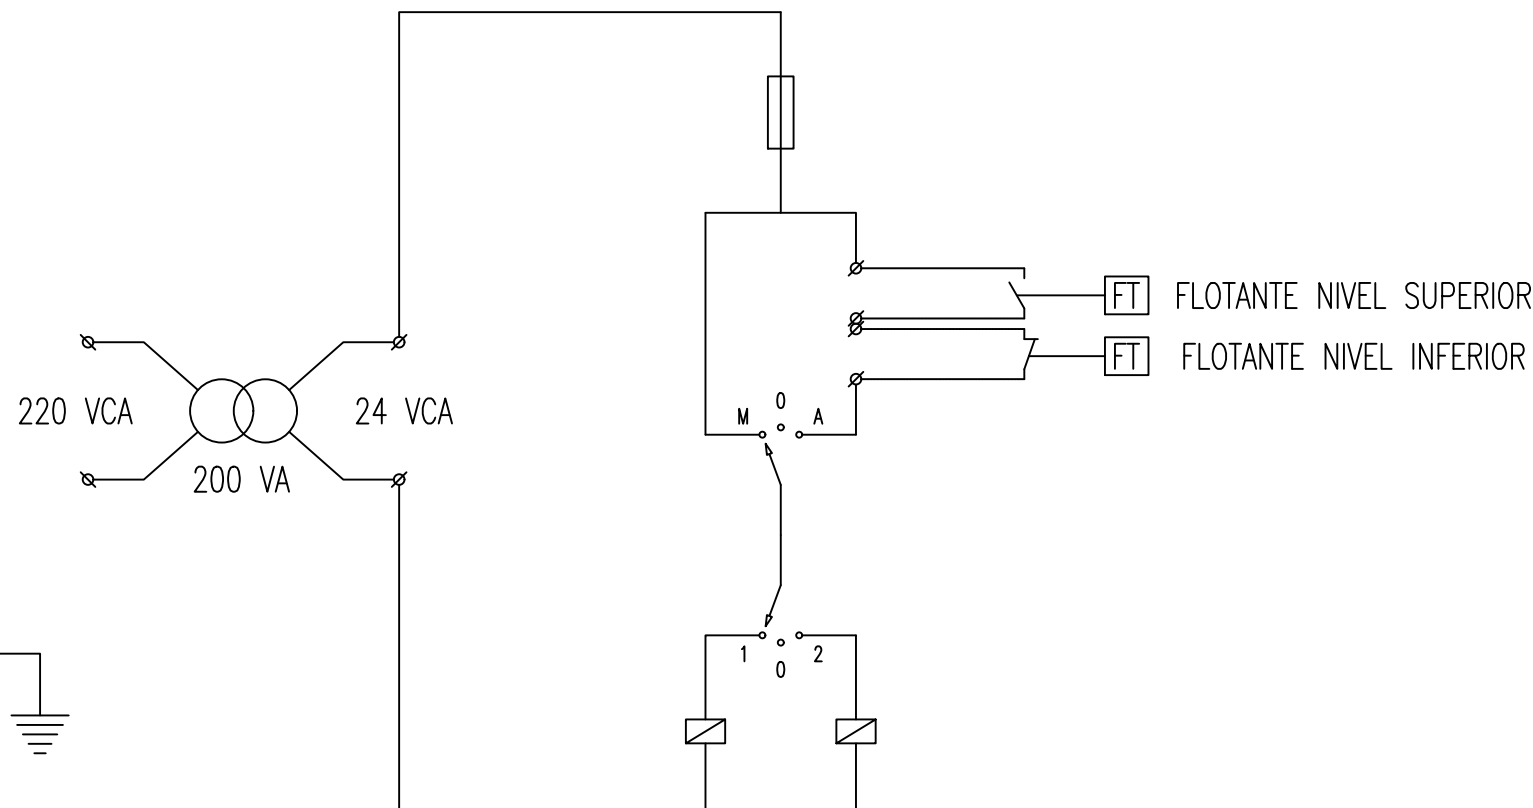 FT FLOTANTE NIVEL SUPERIOR
FT FLOTANTE NIVEL INFERIOR
220 VCA
24 VCA
200 VA
M 0 A
1 0 2